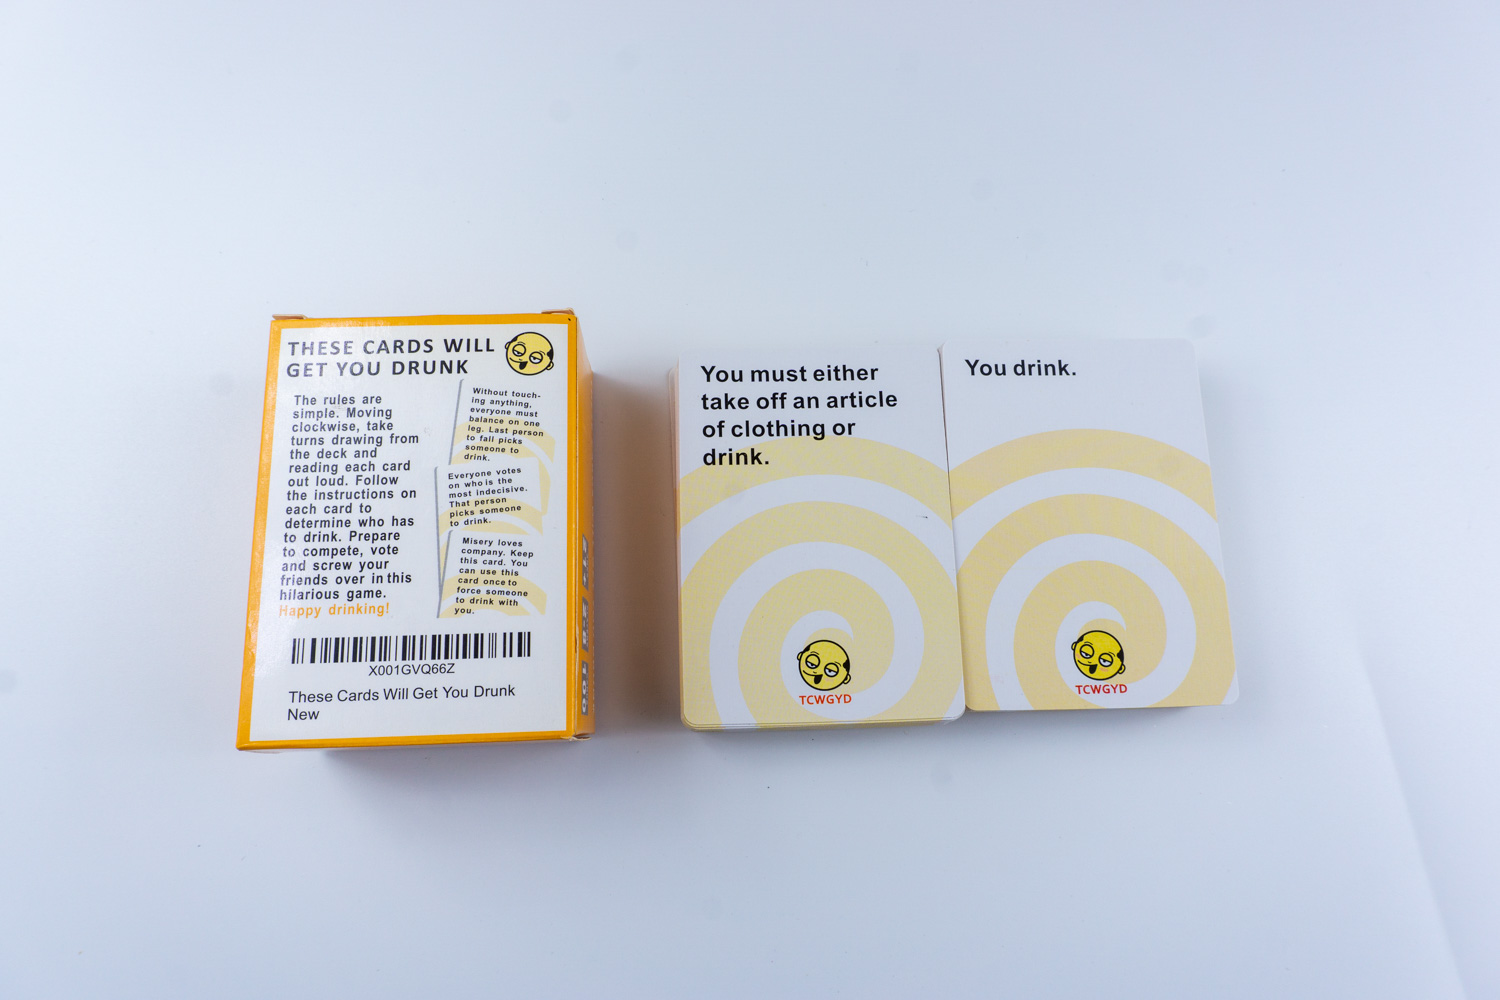 THESE CARDS WILL
GET YOU DRUNK
The rules are
simple. Moving
clockwise, take
turns drawing from
the deck and
reading each card
out loud. Follow
the instructions on
each card to
determine who has
to drink. Prepare
to compete, vote
and screw your
friends over in this
hilarious game.
Happy drinking!
Without touch-
ing anything,
everyone must
balance on one
leg. Last person
to fall picks
someone to
drink.
Everyone votes
on who is the
most indecisive.
That person
picks someone
to drink.
Misery loves
company. Keep
this card. You
can use this
card once to
force someone
to drink with
you.
X001GVQ66Z
These Cards Will Get You Drunk
New
You must either
take off an article
of clothing or
drink.
TCWGYD
You drink.
TCWGYD